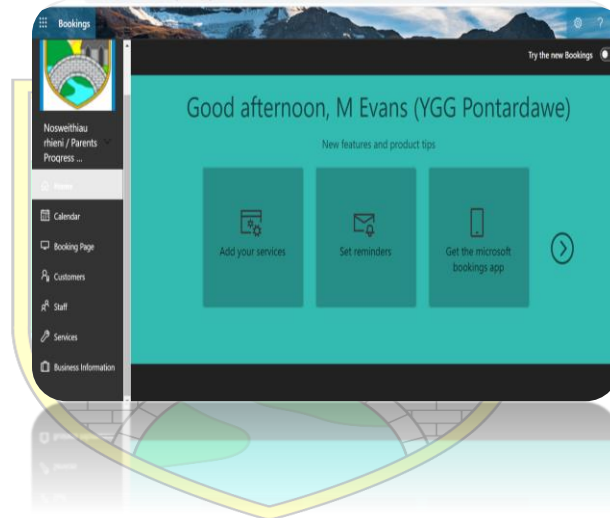 Bookings
?
Try the new Bookings
Nosweithiau
rhieni / Parents
Progress ...
Home
Calendar
Booking Page
Customers
Staff
Services
Business Information
Good afternoon, M Evans (YGG Pontardawe)
New features and product tips
Add your services
Set reminders
Get the microsoft
bookings app